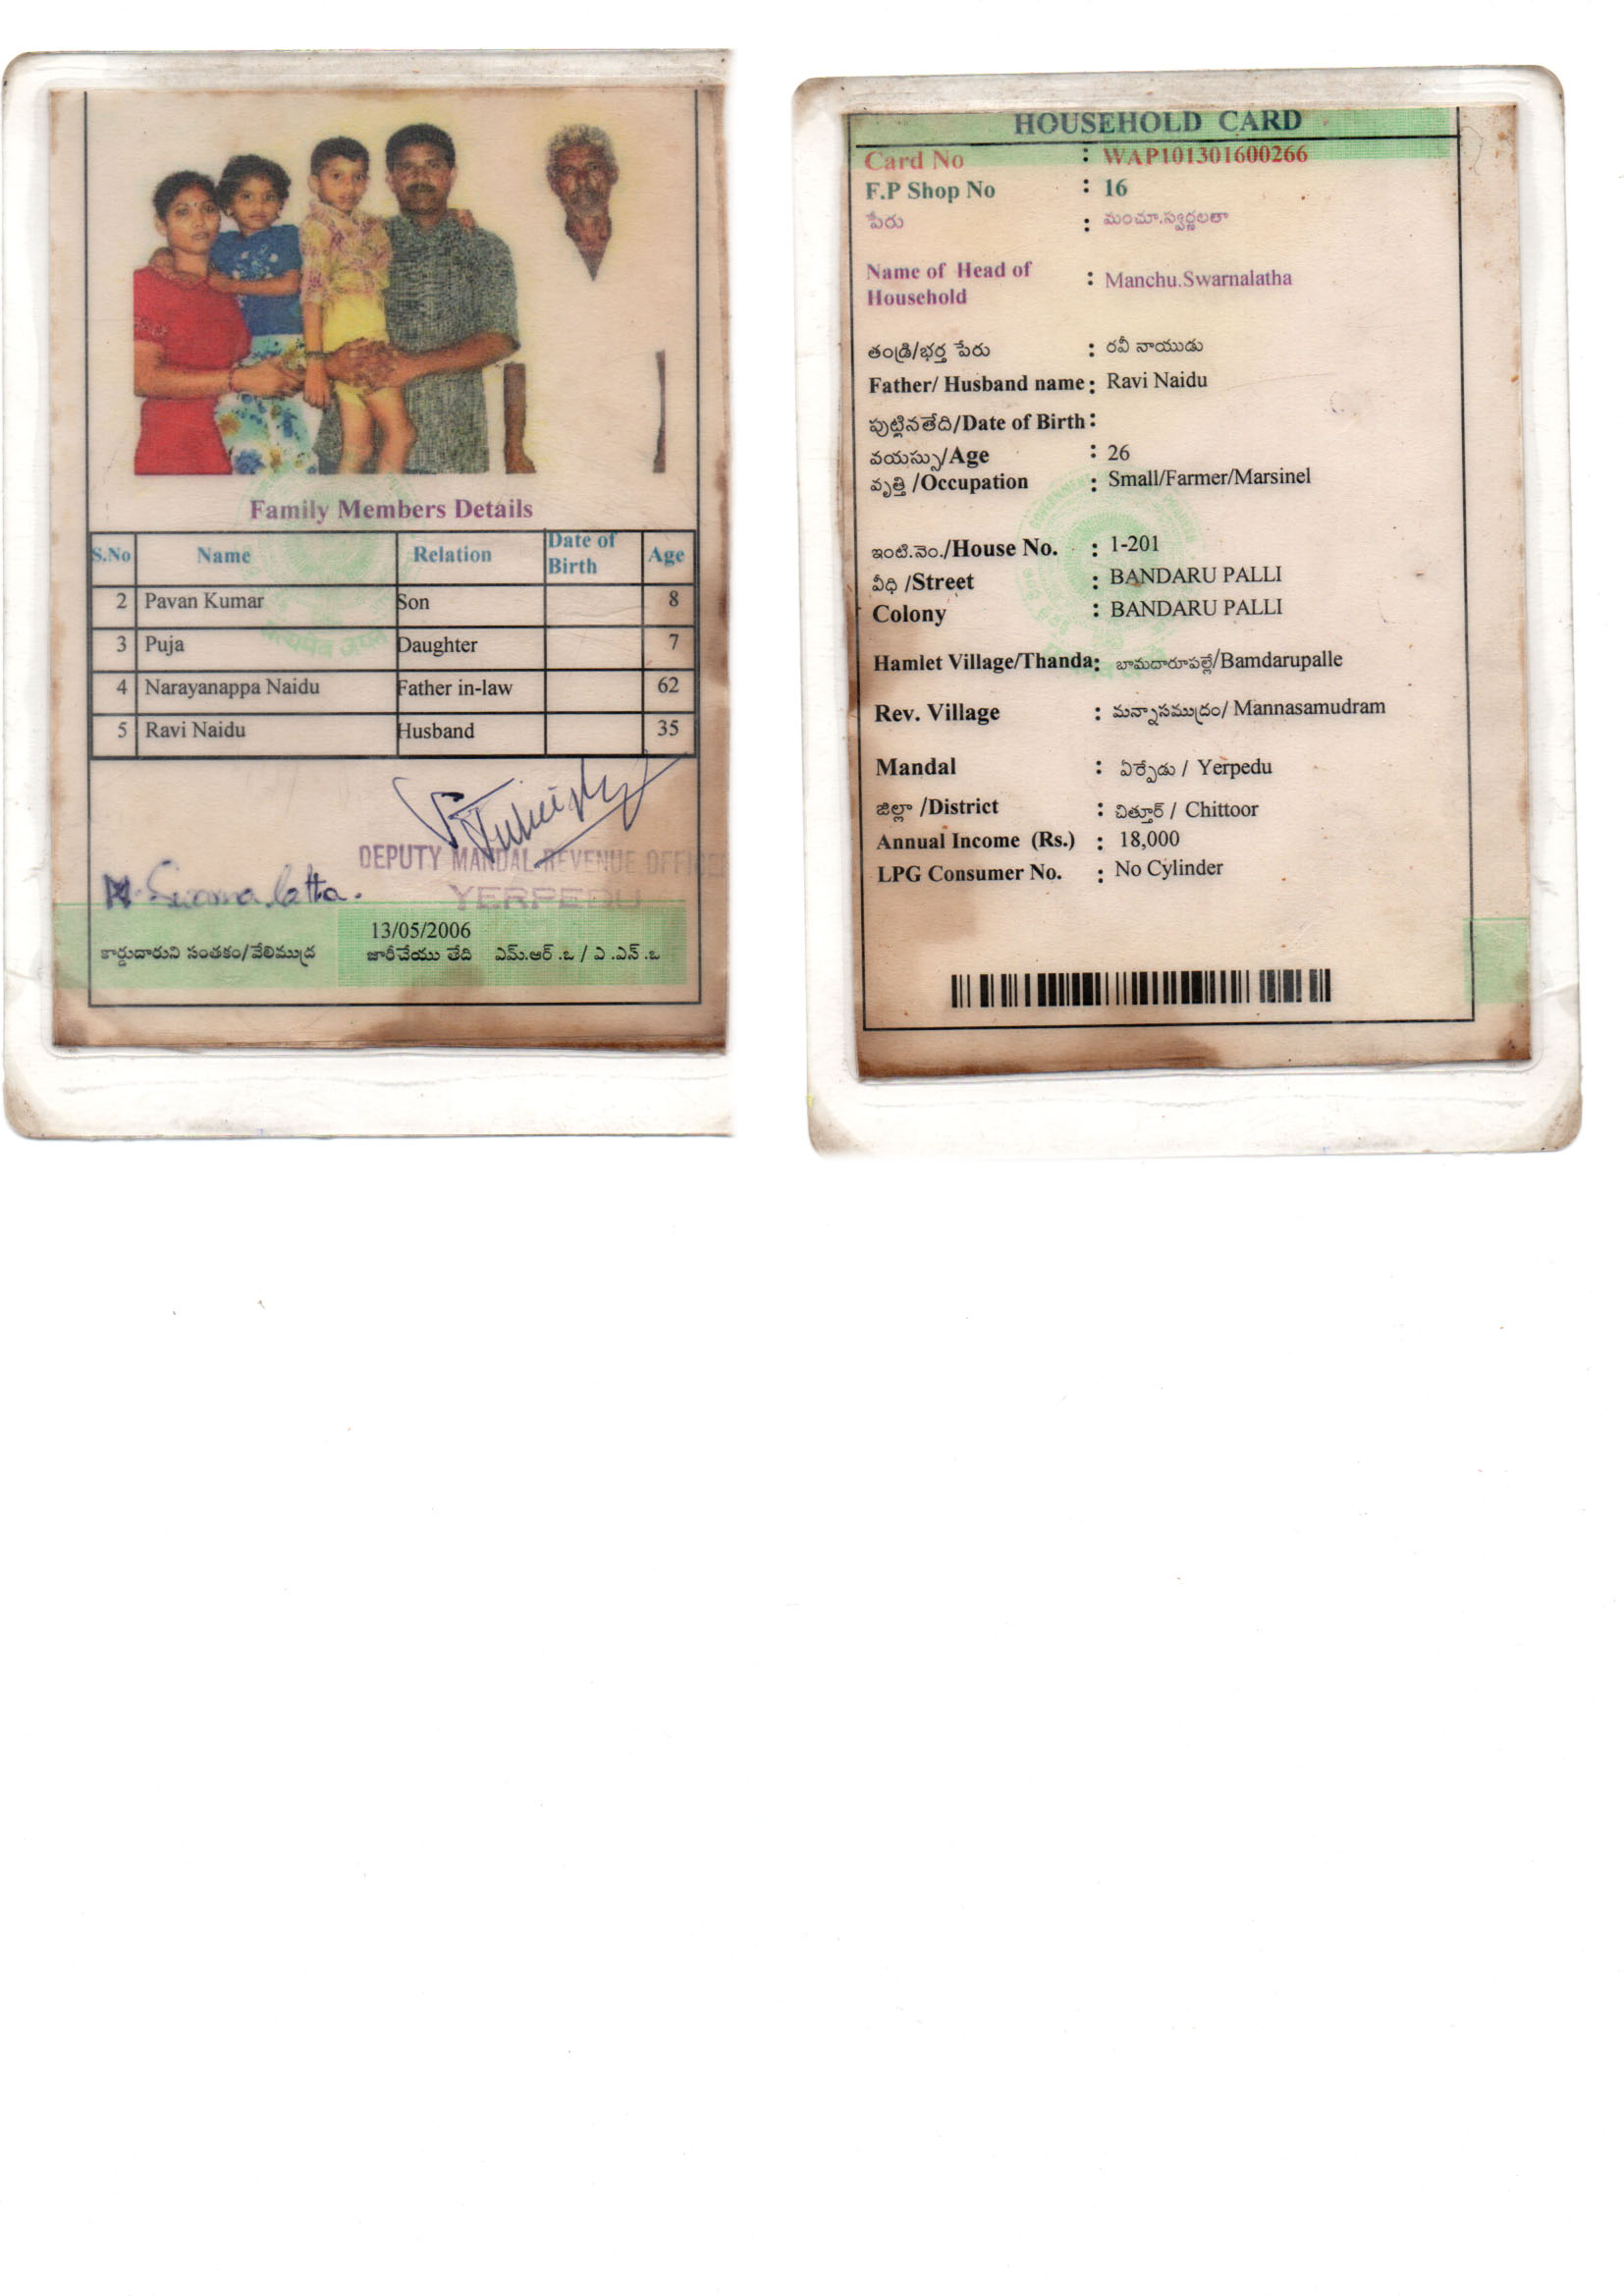 Family Members Details
S.No Name Relation Date of Birth Age
2 Pavan Kumar Son 8
3 Puja Daughter 7
4 Narayanappa Naidu Father in-law 62
5 Ravi Naidu Husband 35
DEPUTY MANDAL REVENUE OFFICE
YERPEDU
M. Swarna latha.
13/05/2006
కార్డుదారుని సంతకం/వేలిముద్ర జారీచేయు తేది ఎమ్.ఆర్.ఒ / ఎ.ఎన్.ఒ
HOUSEHOLD CARD
Card No : WAP101301600266
F.P Shop No : 16
పేరు : మంచూ.స్వర్ణలతా
Name of Head of Household : Manchu.Swarnalatha
తండ్రి/భర్త పేరు : రవీ నాయుడు
Father/ Husband name : Ravi Naidu
పుట్టినతేది/Date of Birth :
వయస్సు/Age : 26
వృత్తి /Occupation : Small/Farmer/Marsinel
ఇంటి.నెం./House No. : 1-201
వీధి /Street : BANDARU PALLI
Colony : BANDARU PALLI
Hamlet Village/Thanda: బామదారూపల్లే/Bamdarupalle
Rev. Village : మన్నాసముద్రం/ Mannasamudram
Mandal : ఏర్పేడు / Yerpedu
జిల్లా /District : చిత్తూర్ / Chittoor
Annual Income (Rs.) : 18,000
LPG Consumer No. : No Cylinder